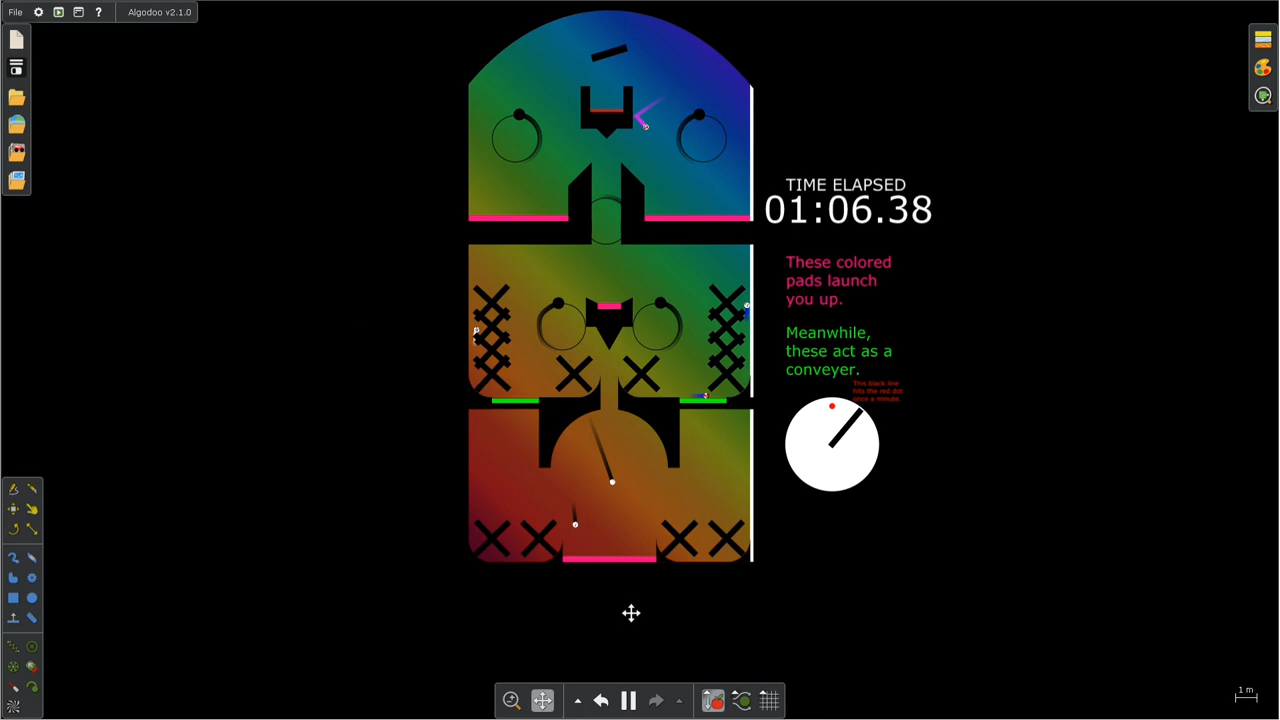 File ? Algodoo v2.1.0
TIME ELAPSED
01:06.38
These colored
pads launch
you up.
Meanwhile,
these act as a
conveyer.
This black line
hits the red dot
once a minute.
1 m